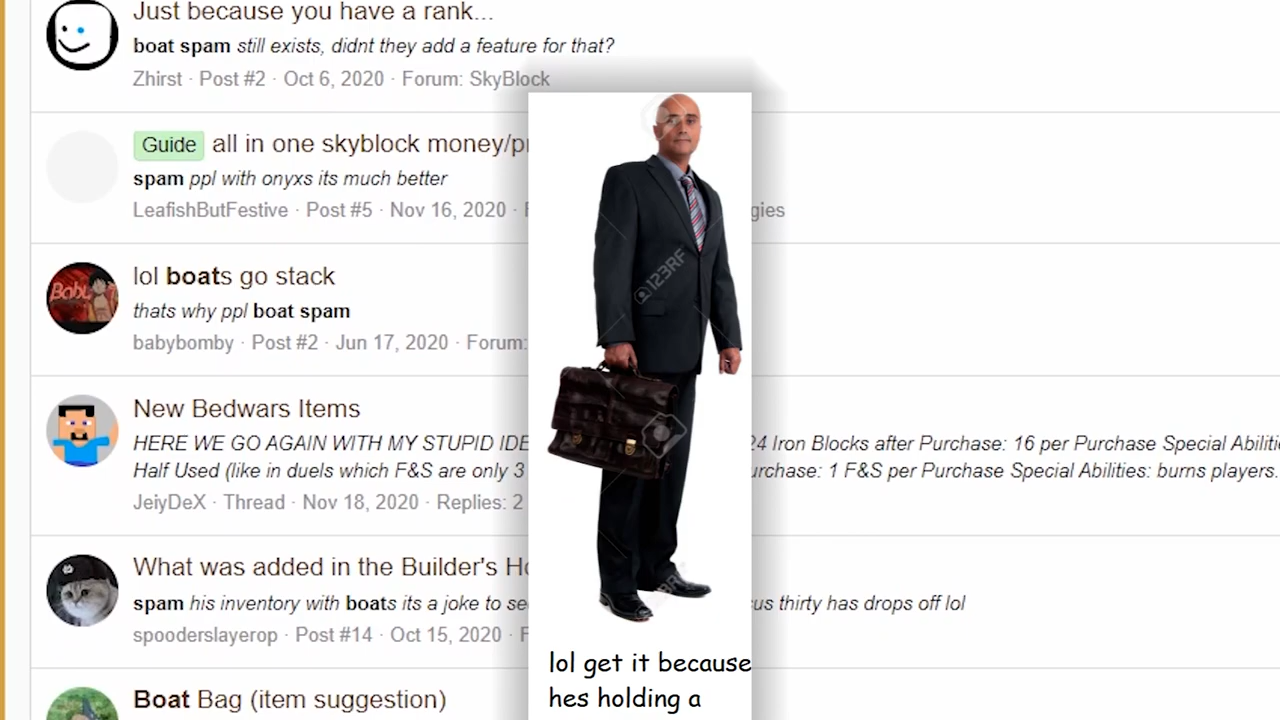 Just because you have a rank...
boat spam still exists, didnt they add a feature for that?
Zhirst · Post #2 · Oct 6, 2020 · Forum: SkyBlock
Guide all in one skyblock money/pr
spam ppl with onyxs its much better
LeafishButFestive · Post #5 · Nov 16, 2020 · F
gies
lol boats go stack
thats why ppl boat spam
babybomby · Post #2 · Jun 17, 2020 · Forum:
Bobu
©123RF
New Bedwars Items
HERE WE GO AGAIN WITH MY STUPID IDE 24 Iron Blocks after Purchase: 16 per Purchase Special Abiliti
Half Used (like in duels which F&S are only 3 urchase: 1 F&S per Purchase Special Abilities: burns players.
JeiyDeX · Thread · Nov 18, 2020 · Replies: 2
What was added in the Builder's Ho
spam his inventory with boats its a joke to se cus thirty has drops off lol
spooderslayerop · Post #14 · Oct 15, 2020 · F
lol get it because
hes holding a
Boat Bag (item suggestion)